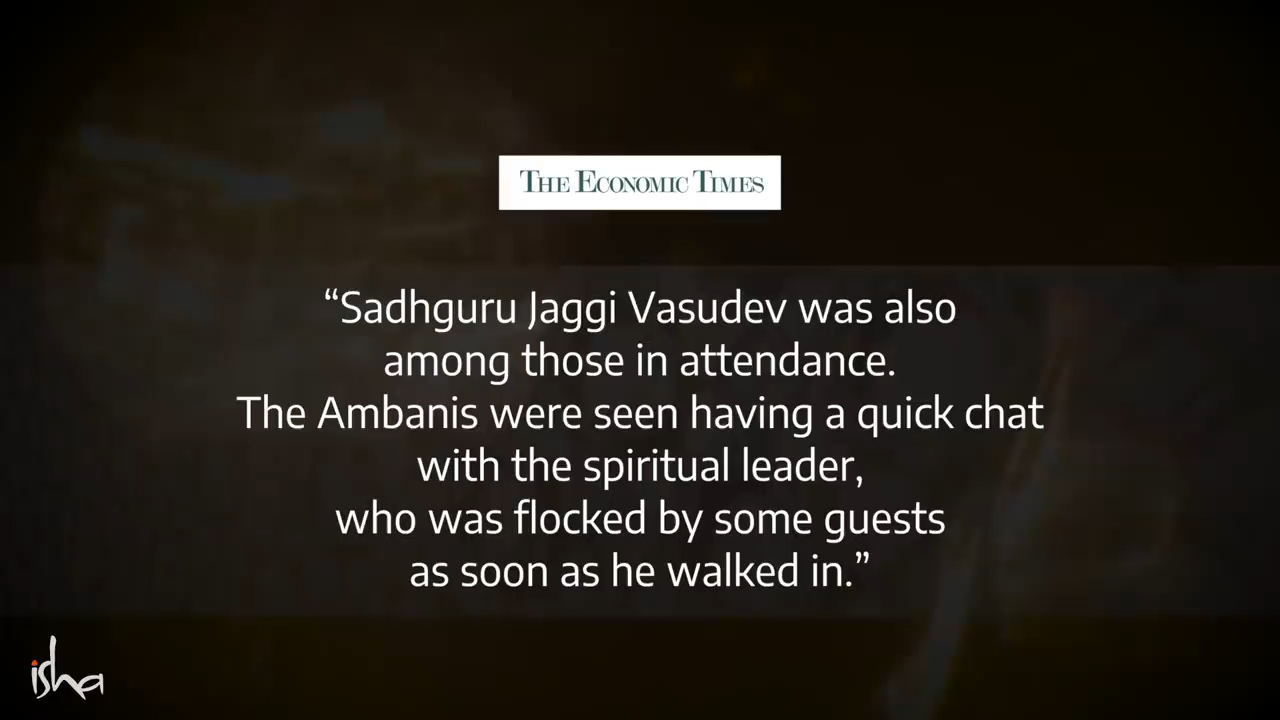 THE ECONOMIC TIMES
“Sadhguru Jaggi Vasudev was also
among those in attendance.
The Ambanis were seen having a quick chat
with the spiritual leader,
who was flocked by some guests
as soon as he walked in.”
isha